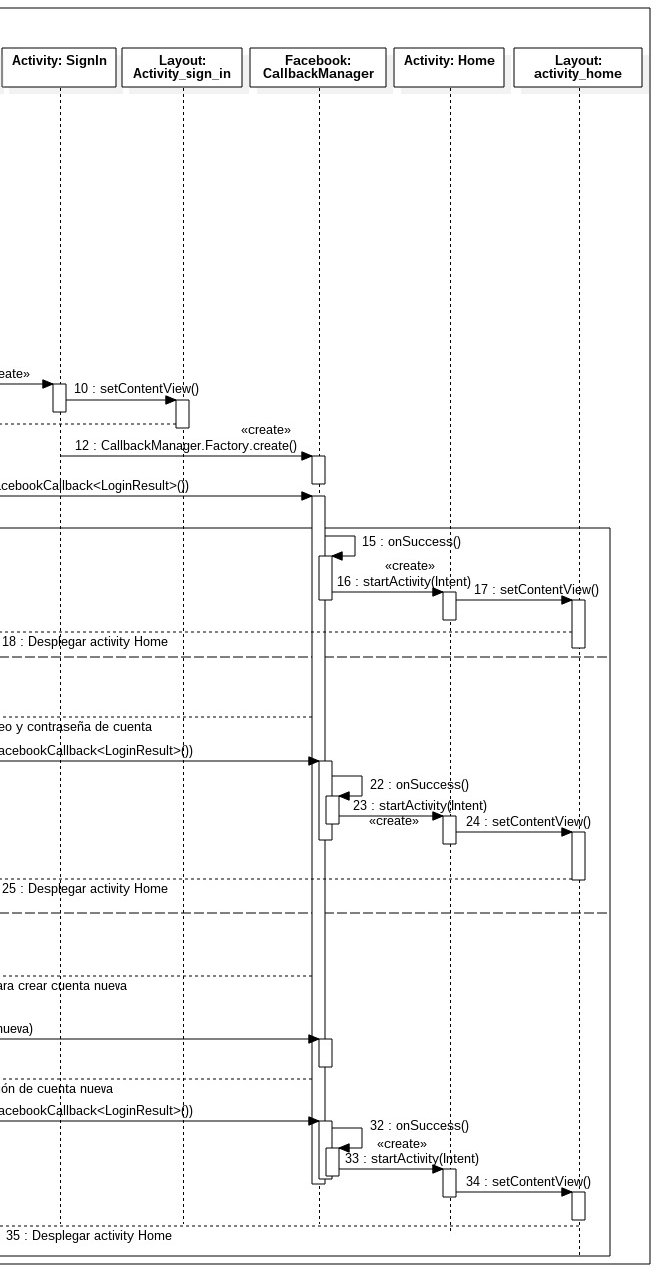 Activity: SignIn
Layout:
Activity_sign_in
Facebook:
CallbackManager
Activity: Home
Layout:
activity_home
eate»
10 : setContentView()
«create»
12 : CallbackManager.Factory.create()
cebookCallback<LoginResult>())
15 : onSuccess()
«create»
16 : startActivity(Intent)
17 : setContentView()
18 : Desplegar activity Home
eo y contraseña de cuenta
acebookCallback<LoginResult>())
22 : onSuccess()
23 : startActivity(Intent)
«create»
24 : setContentView()
25 : Desplegar activity Home
ara crear cuenta nueva
nueva)
ón de cuenta nueva
acebookCallback<LoginResult>())
32 : onSuccess()
«create»
33 : startActivity(Intent)
34 : setContentView()
35 : Desplegar activity Home